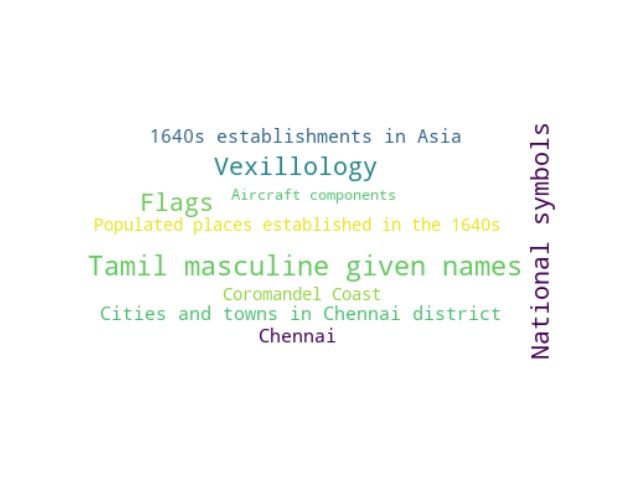 1640s establishments in Asia
Vexillology
Aircraft components
Flags
Populated places established in the 1640s
Tamil masculine given names
Coromandel Coast
Cities and towns in Chennai district
Chennai
National symbols